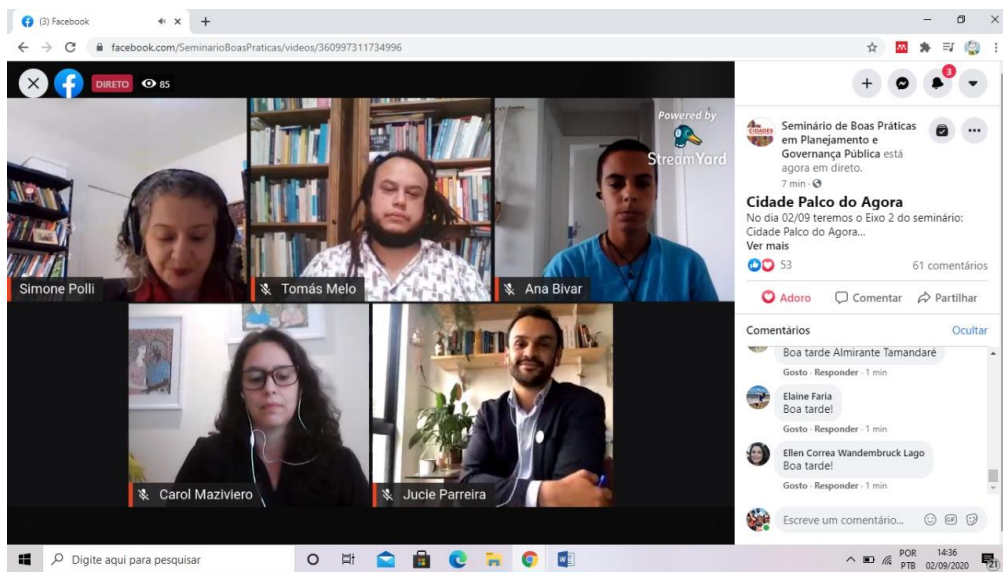 (3) Facebook
facebook.com/SeminarioBoasPraticas/videos/360997311734996
DIRETO 85
Powered by
StreamYard
Simone Polli
Tomás Melo
Ana Bivar
Carol Maziviero
Jucie Parreira
3
CIDADES
Seminário de Boas Práticas
em Planejamento e
Governança Pública está
agora em direto.
7 min ·
Cidade Palco do Agora
No dia 02/09 teremos o Eixo 2 do seminário:
Cidade Palco do Agora...
Ver mais
53 61 comentários
Adoro Comentar Partilhar
Comentários Ocultar
Boa tarde Almirante Tamandaré
Gosto · Responder · 1 min
Elaine Faria
Boa tarde!
Gosto · Responder · 1 min
Ellen Correa Wandembruck Lago
Boa tarde!
Gosto · Responder · 1 min
Escreve um comentário... GIF
Digite aqui para pesquisar
POR 14:36
PTB 02/09/2020
21